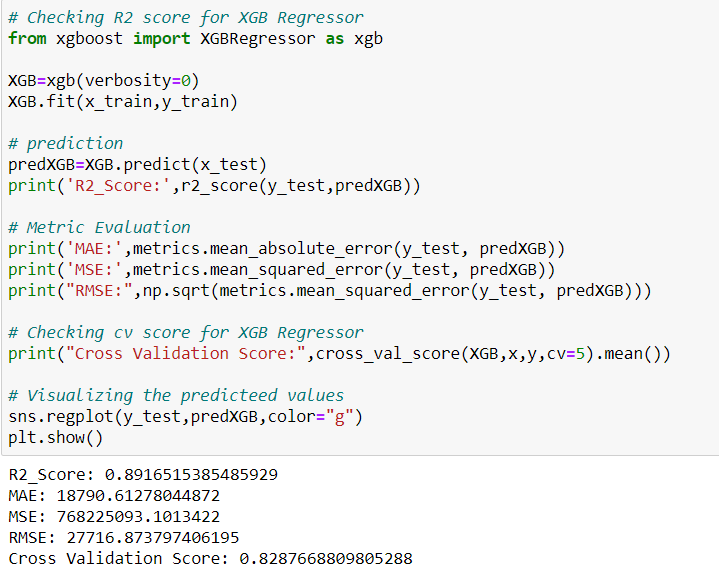 # Checking R2 score for XGB Regressor
from xgboost import XGBRegressor as xgb
XGB=xgb(verbosity=0)
XGB.fit(x_train,y_train)
# prediction
predXGB=XGB.predict(x_test)
print('R2_Score:',r2_score(y_test,predXGB))
# Metric Evaluation
print('MAE:',metrics.mean_absolute_error(y_test, predXGB))
print('MSE:',metrics.mean_squared_error(y_test, predXGB))
print("RMSE:",np.sqrt(metrics.mean_squared_error(y_test, predXGB)))
# Checking cv score for XGB Regressor
print("Cross Validation Score:",cross_val_score(XGB,x,y,cv=5).mean())
# Visualizing the predicteed values
sns.regplot(y_test,predXGB,color="g")
plt.show()
R2_Score: 0.8916515385485929
MAE: 18790.61278044872
MSE: 768225093.1013422
RMSE: 27716.873797406195
Cross Validation Score: 0.8287668809805288